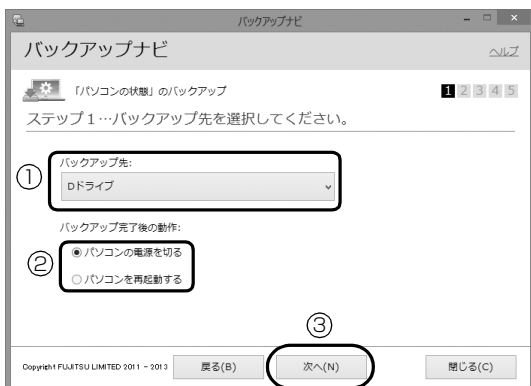 バックアップナビ
バックアップナビ
ヘルプ
「パソコンの状態」のバックアップ
1 2 3 4 5
ステップ1…バックアップ先を選択してください。
①
バックアップ先:
Dドライブ
バックアップ完了後の動作:
②
パソコンの電源を切る
パソコンを再起動する
③
Copyright FUJITSU LIMITED 2011 - 2013
戻る(B)
次へ(N)
閉じる(C)